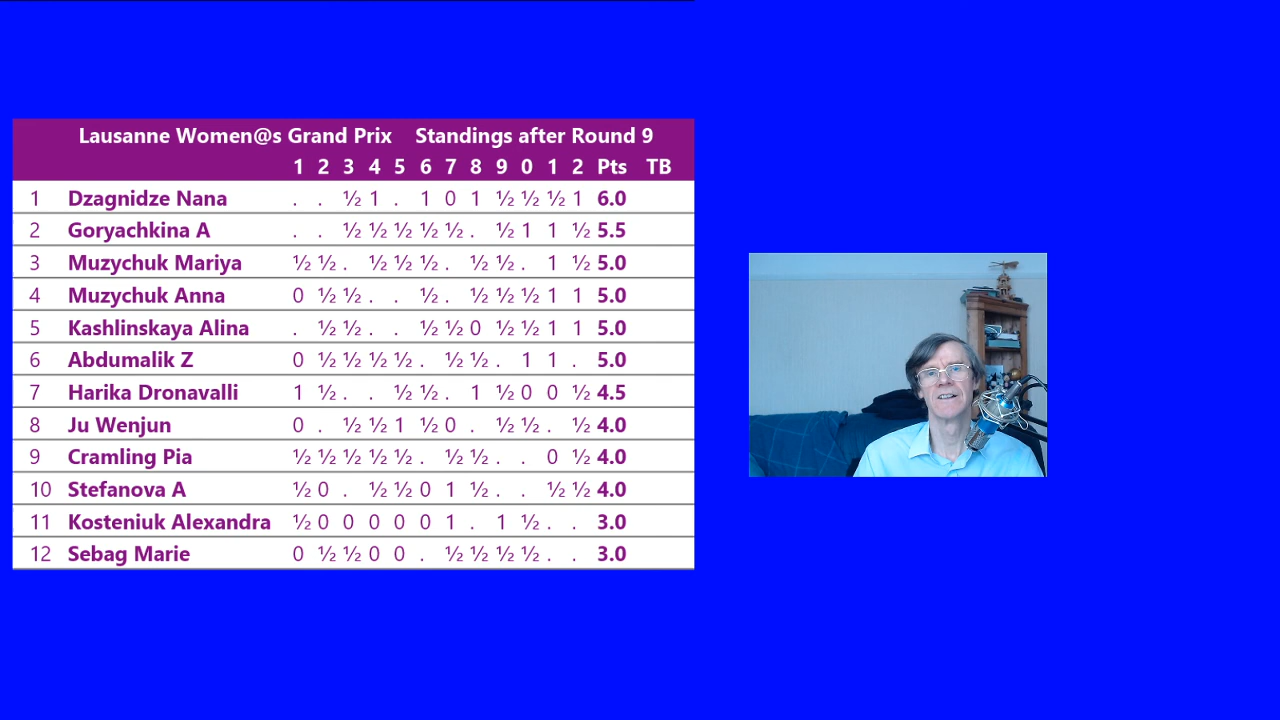 Lausanne Women@s Grand Prix Standings after Round 9
1 2 3 4 5 6 7 8 9 0 1 2 Pts TB
1 Dzagnidze Nana . . ½ 1 . 1 0 1 ½ ½ ½ 1 6.0
2 Goryachkina A . . ½ ½ ½ ½ ½ . ½ 1 1 ½ 5.5
3 Muzychuk Mariya ½ ½ . ½ ½ ½ . ½ ½ . 1 ½ 5.0
4 Muzychuk Anna 0 ½ ½ . . ½ . ½ ½ ½ 1 1 5.0
5 Kashlinskaya Alina . ½ ½ . . ½ ½ 0 ½ ½ 1 1 5.0
6 Abdumalik Z 0 ½ ½ ½ ½ . ½ ½ . 1 1 . 5.0
7 Harika Dronavalli 1 ½ . . ½ ½ . 1 ½ 0 0 ½ 4.5
8 Ju Wenjun 0 . ½ ½ 1 ½ 0 . ½ ½ . ½ 4.0
9 Cramling Pia ½ ½ ½ ½ ½ . ½ ½ . . 0 ½ 4.0
10 Stefanova A ½ 0 . ½ ½ 0 1 ½ . . ½ ½ 4.0
11 Kosteniuk Alexandra ½ 0 0 0 0 0 1 . 1 ½ . . 3.0
12 Sebag Marie 0 ½ ½ 0 0 . ½ ½ ½ ½ . . 3.0